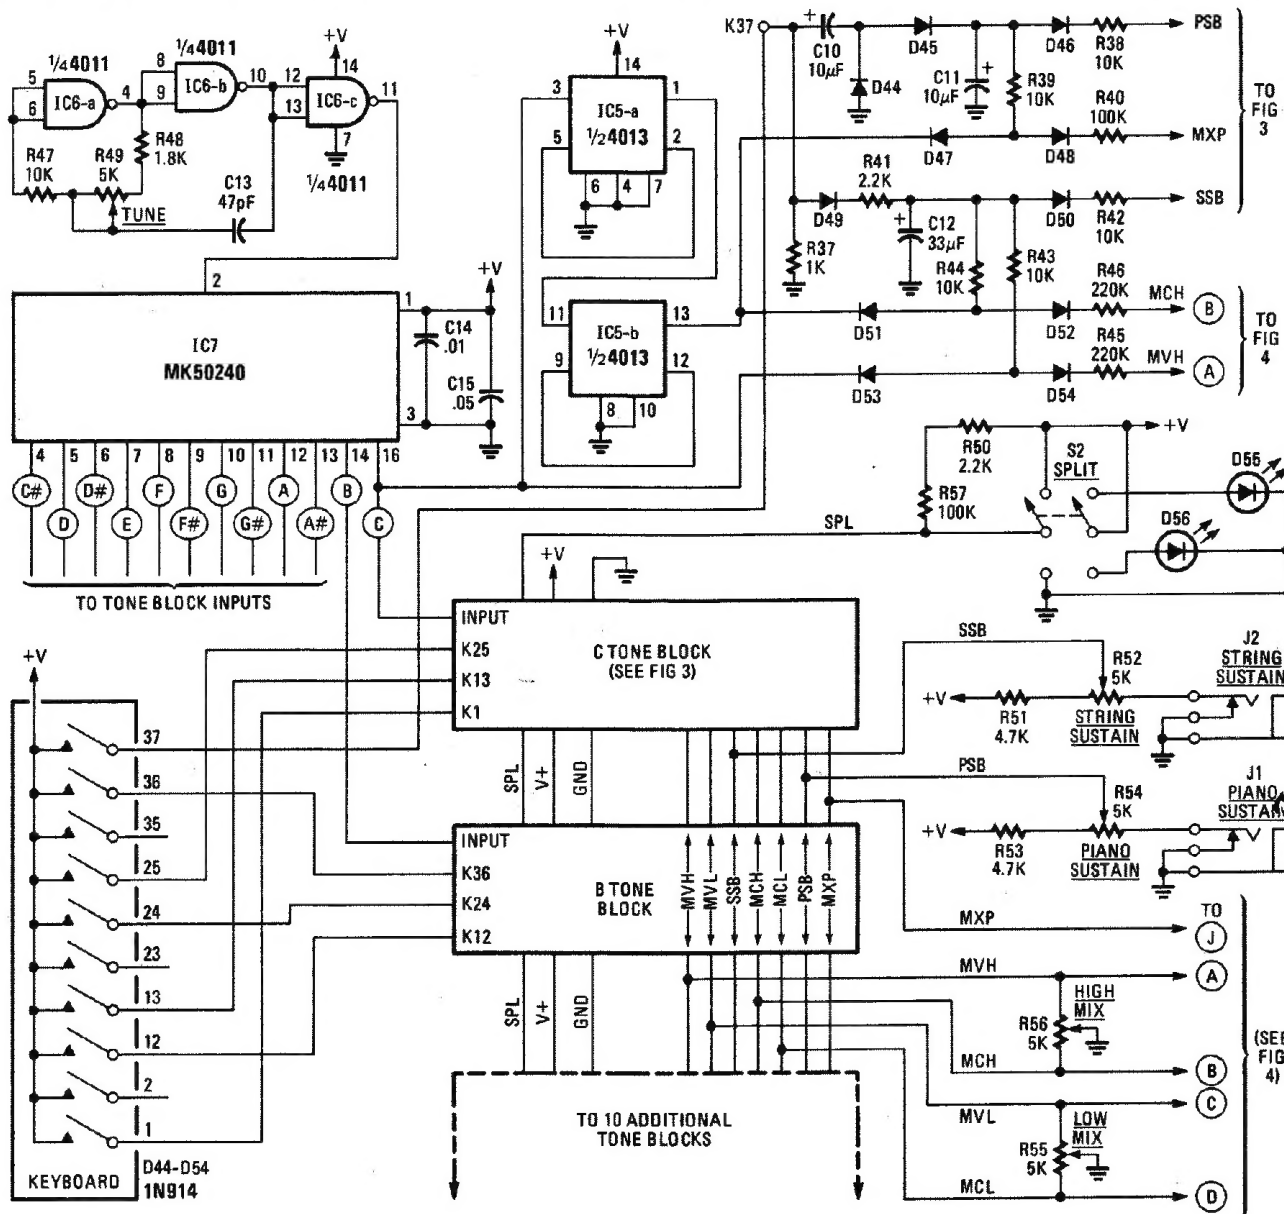 ¼4011
5
6
IC6-a
4
¼4011
8
9
IC6-b
10
+V
12
13
14
IC6-c
11
7
¼4011
R47
10K
R49
5K
R48
1.8K
TUNE
C13
47pF
2
IC7
MK50240
1
3
+V
C14
.01
C15
.05
4
5
6
7
8
9
10
11
12
13
14
16
C#
D
D#
E
F
F#
G
G#
A
A#
B
C
TO TONE BLOCK INPUTS
+V
14
3
5
IC5-a
½4013
1
2
6
4
7
11
9
IC5-b
½4013
13
12
8
10
K37
+
C10
10µF
D44
D45
C11
10µF
+
R39
10K
D46
R38
10K
PSB
D47
D48
R40
100K
MXP
TO
FIG
3
R37
1K
D49
R41
2.2K
+
C12
33µF
R44
10K
R43
10K
D50
R42
10K
SSB
D51
D52
R46
220K
MCH
B
D53
D54
R45
220K
MVH
A
TO
FIG
4
R50
2.2K
R57
100K
S2
SPLIT
+V
D55
D56
SPL
+V
INPUT
K25
K13
K1
C TONE BLOCK
(SEE FIG 3)
SPL
V+
GND
INPUT
K36
K24
K12
B TONE
BLOCK
MVH
MVL
SSB
MCH
MCL
PSB
MXP
SPL
V+
GND
TO 10 ADDITIONAL
TONE BLOCKS
+V
37
36
35
25
24
23
13
12
2
1
KEYBOARD
D44-D54
1N914
SSB
+V
R51
4.7K
R52
5K
STRING
SUSTAIN
J2
STRING
SUSTAIN
PSB
+V
R53
4.7K
R54
5K
PIANO
SUSTAIN
J1
PIANO
SUSTAIN
MXP
TO
J
MVH
A
HIGH
MIX
R56
5K
MCH
B
MVL
C
LOW
MIX
R55
5K
MCL
D
(SEE
FIG
4)